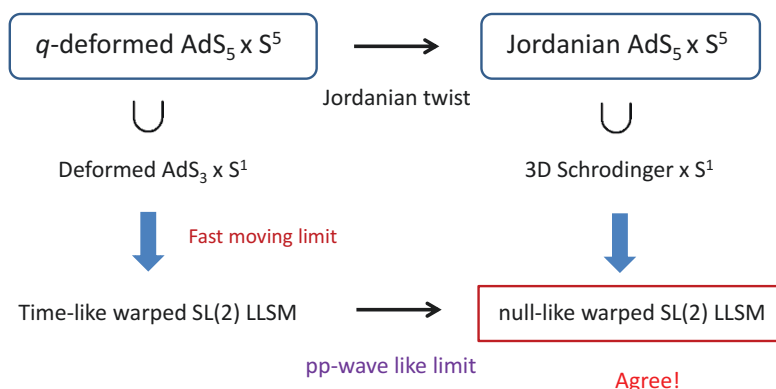 q-deformed AdS₅ x S⁵
Jordanian AdS₅ x S⁵
Jordanian twist
Deformed AdS₃ x S¹
3D Schrodinger x S¹
Fast moving limit
Time-like warped SL(2) LLSM
null-like warped SL(2) LLSM
pp-wave like limit
Agree!